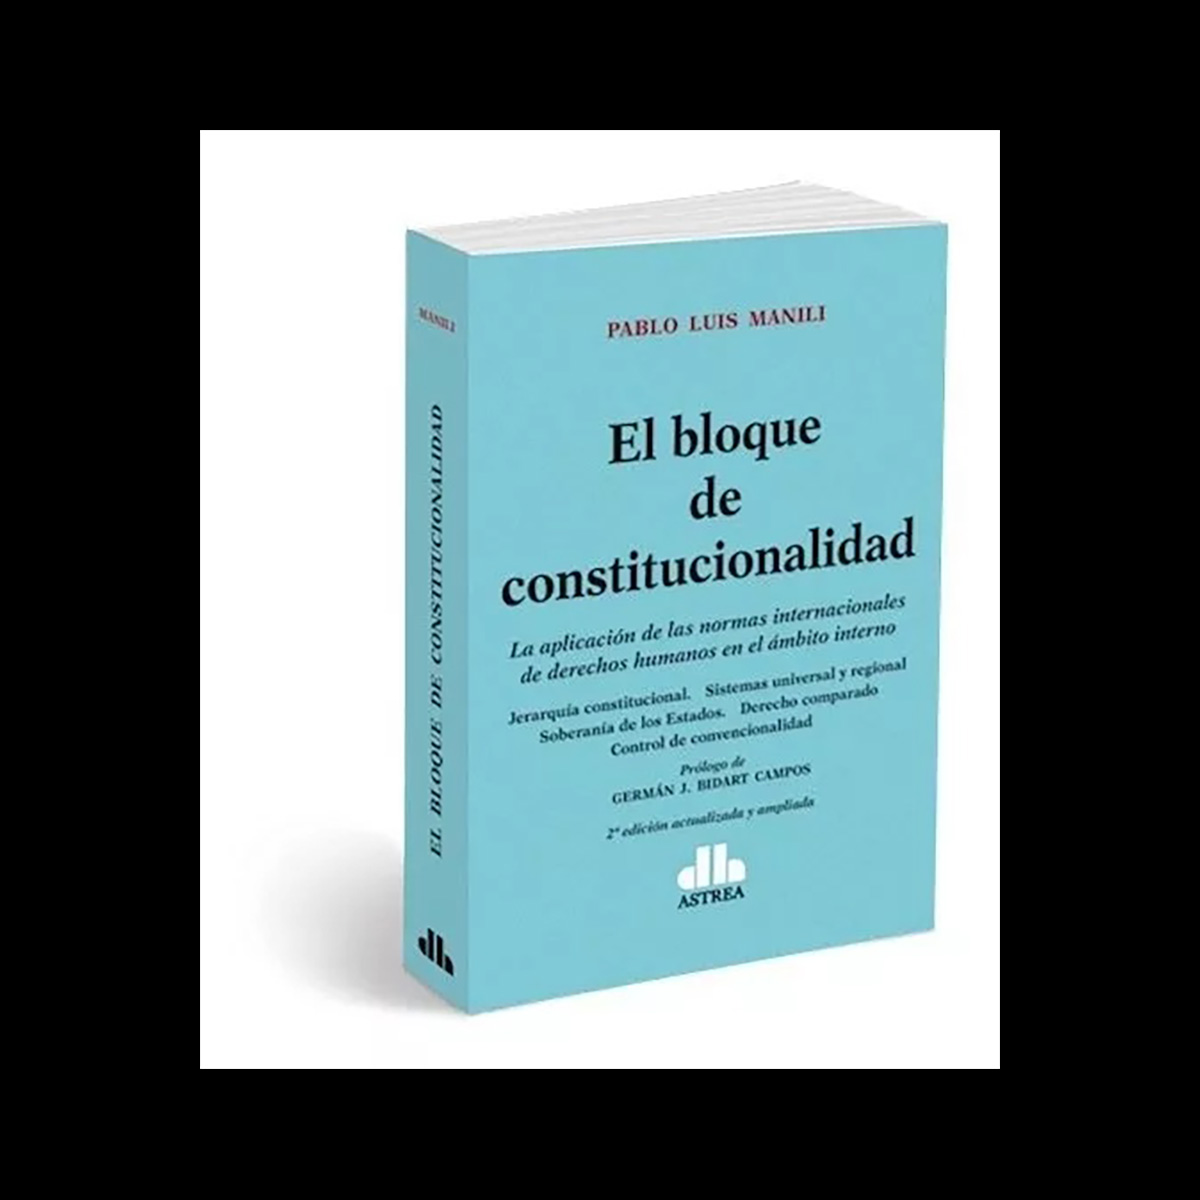 MANILI
EL BLOQUE DE CONSTITUCIONALIDAD
PABLO LUIS MANILI
El bloque
de
constitucionalidad
La aplicación de las normas internacionales
de derechos humanos en el ámbito interno
Jerarquía constitucional. Sistemas universal y regional
Soberanía de los Estados. Derecho comparado
Control de convencionalidad
Prólogo de
GERMÁN J. BIDART CAMPOS
2ª edición actualizada y ampliada
ASTREA